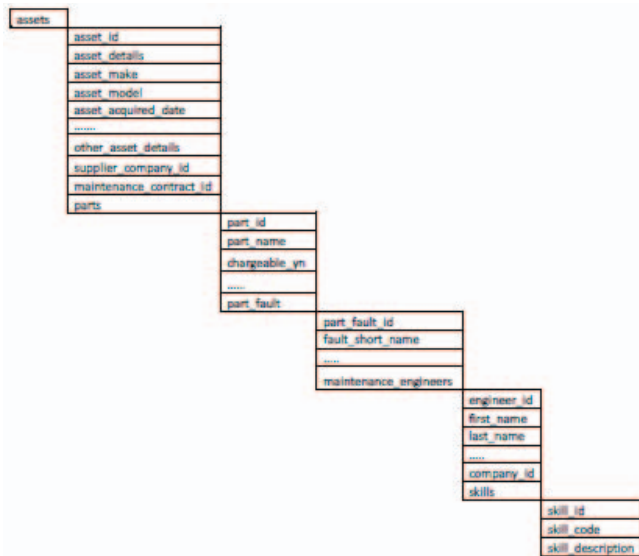 assets
asset_id
asset_details
asset_make
asset_model
asset_acquired_date
.......
other_asset_details
supplier_company_id
maintenance_contract_id
parts
part_id
part_name
chargeable_yn
.....
part_fault
part_fault_id
fault_short_name
.....
maintenance_engineers
engineer_id
first_name
last_name
.....
company_id
skills
skill_id
skill_code
skill_description